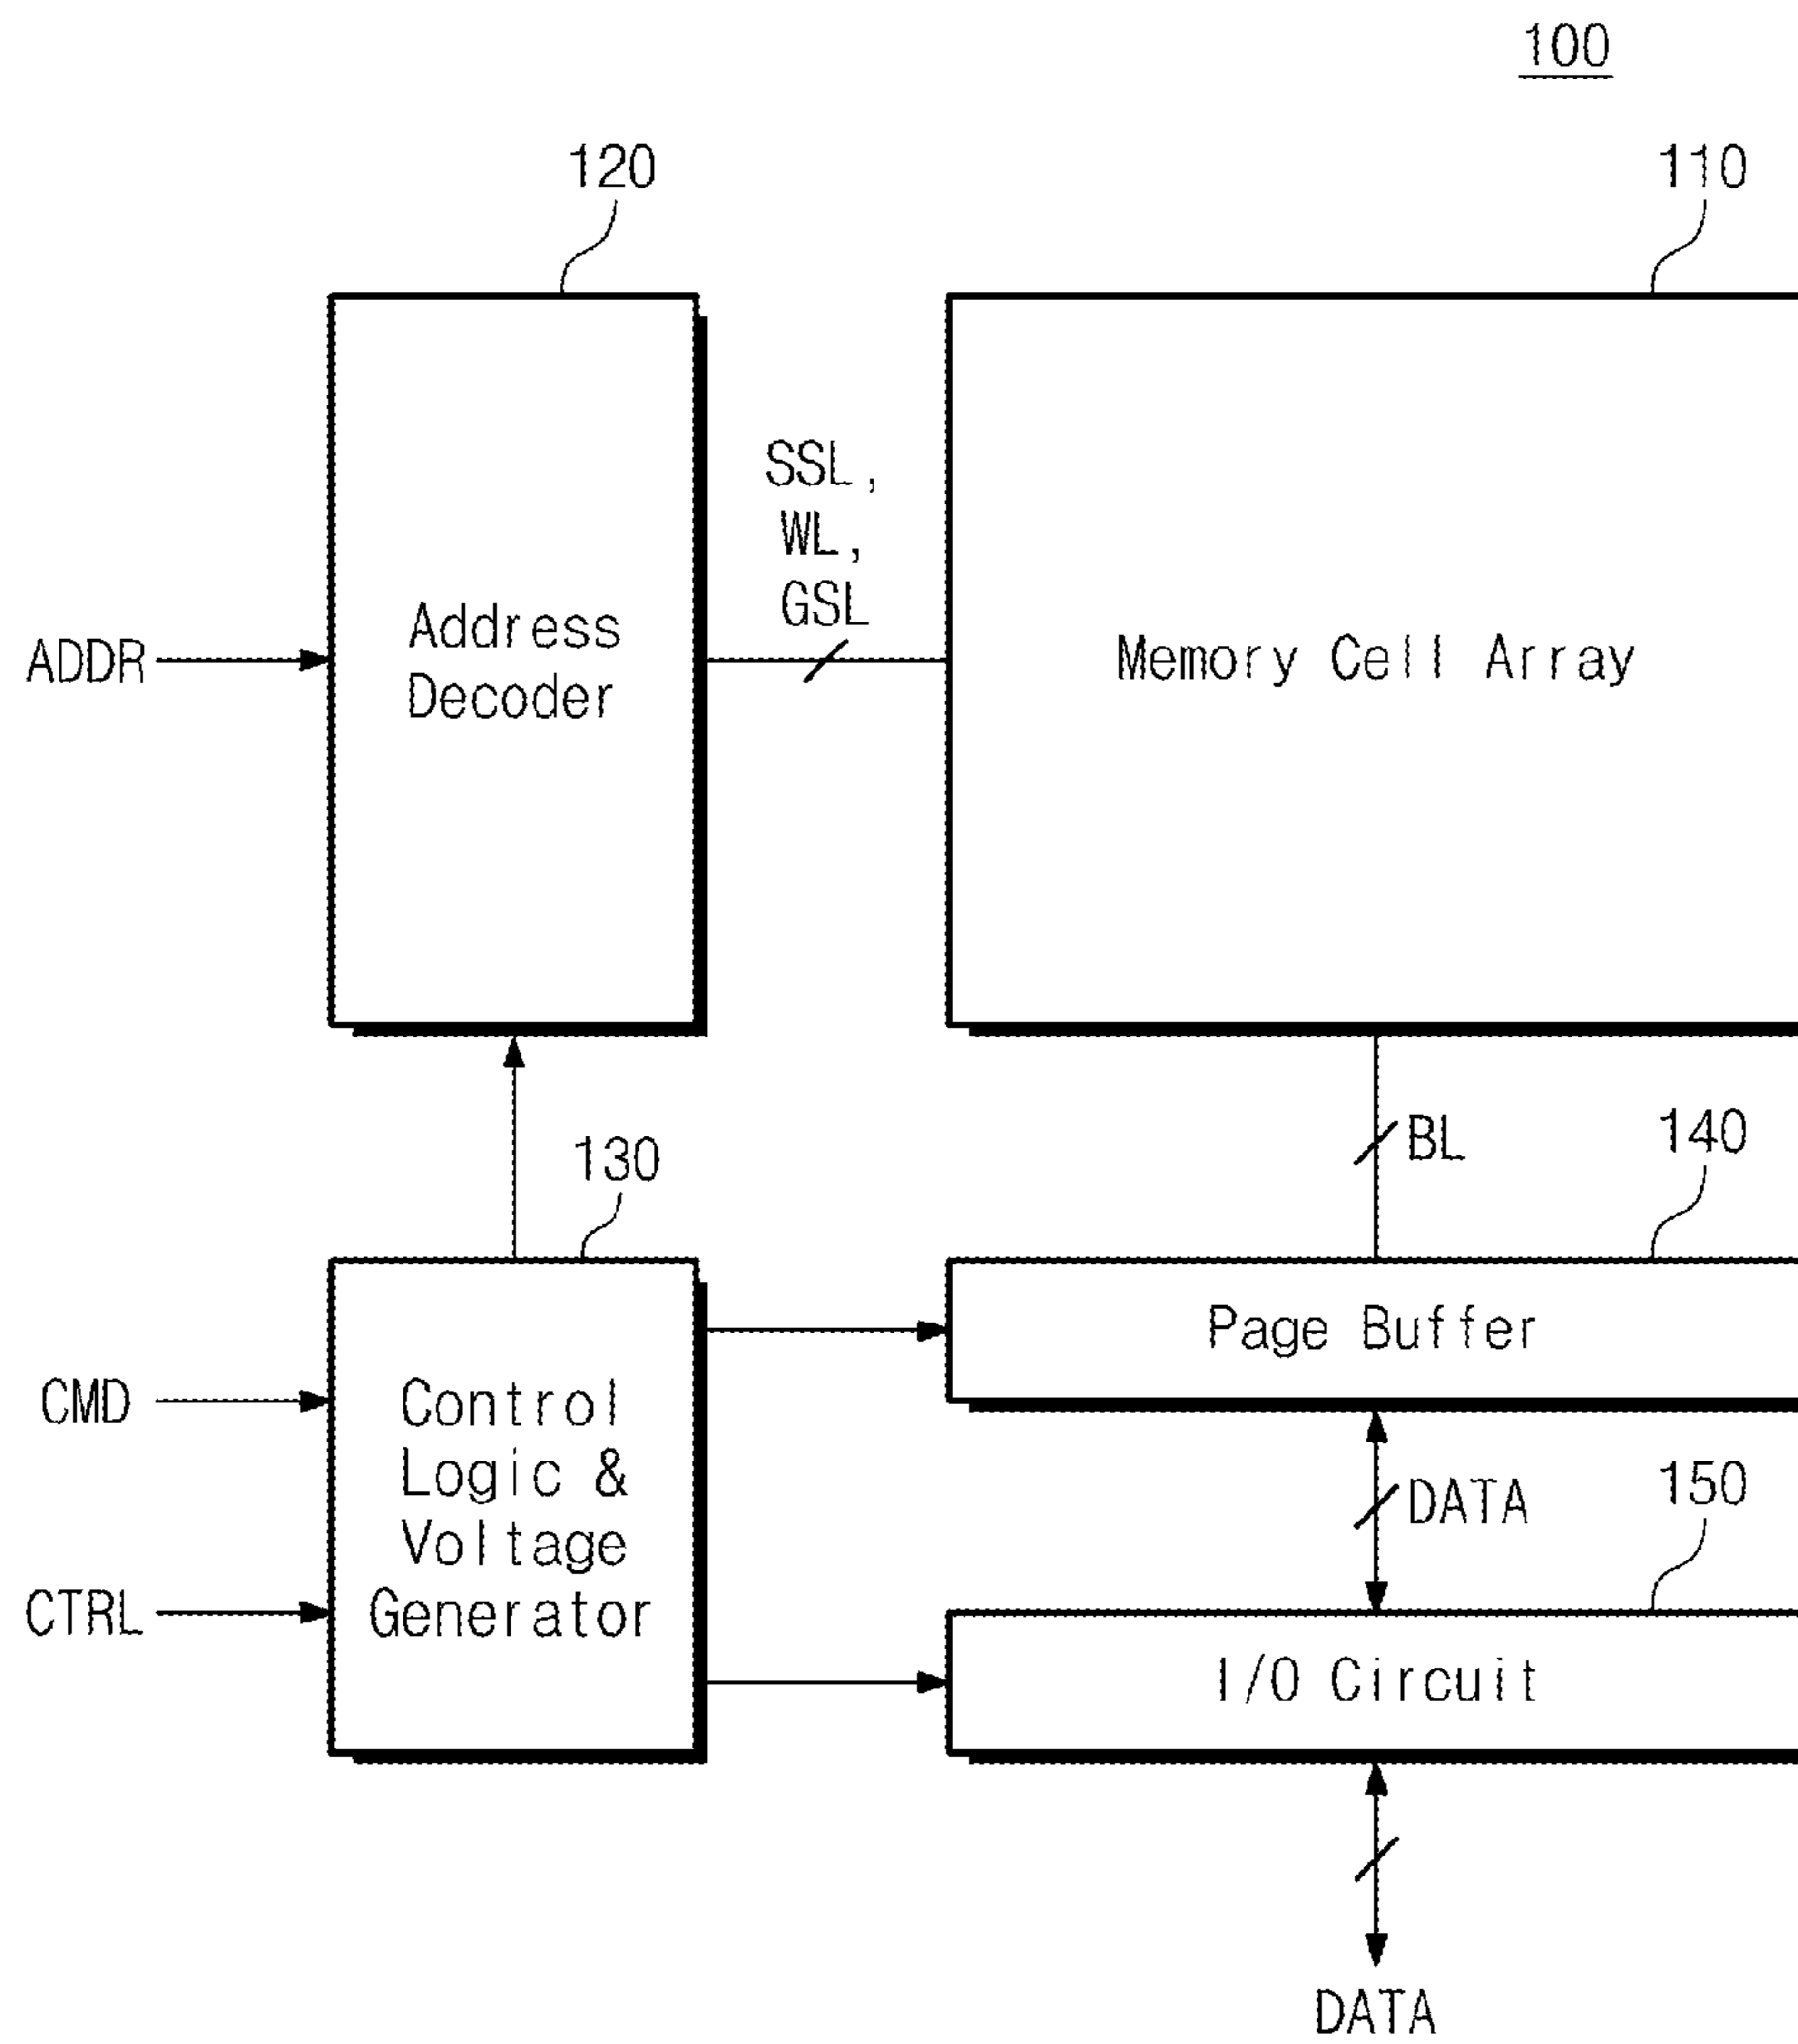 100
120
110
SSL,
WL,
GSL
Address
Decoder
ADDR
Memory Cell Array
BL
130
140
Page Buffer
CMD
Control
Logic &
Voltage
Generator
CTRL
DATA
150
I/O Circuit
DATA